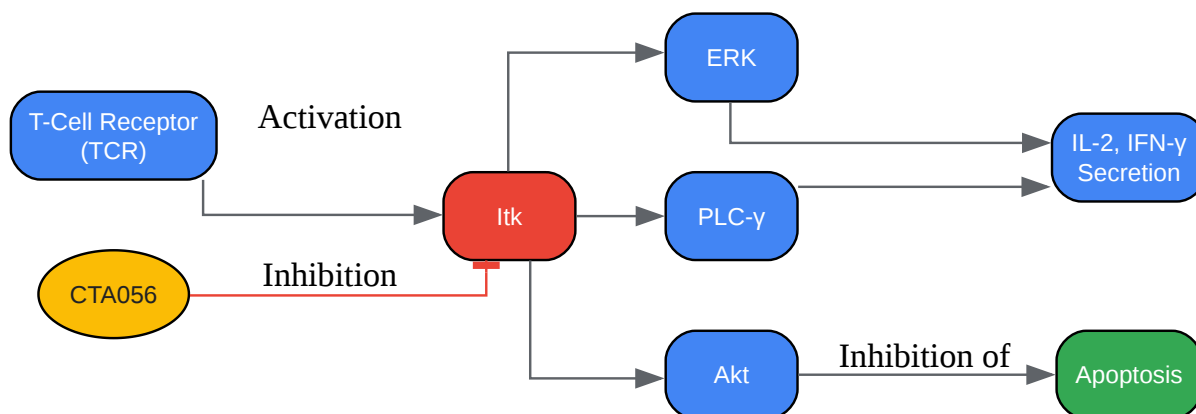 ERK
T-Cell Receptor
(TCR)
Activation
IL-2, IFN-γ
Secretion
Itk
PLC-γ
CTA056
Inhibition
Akt
Inhibition of
Apoptosis